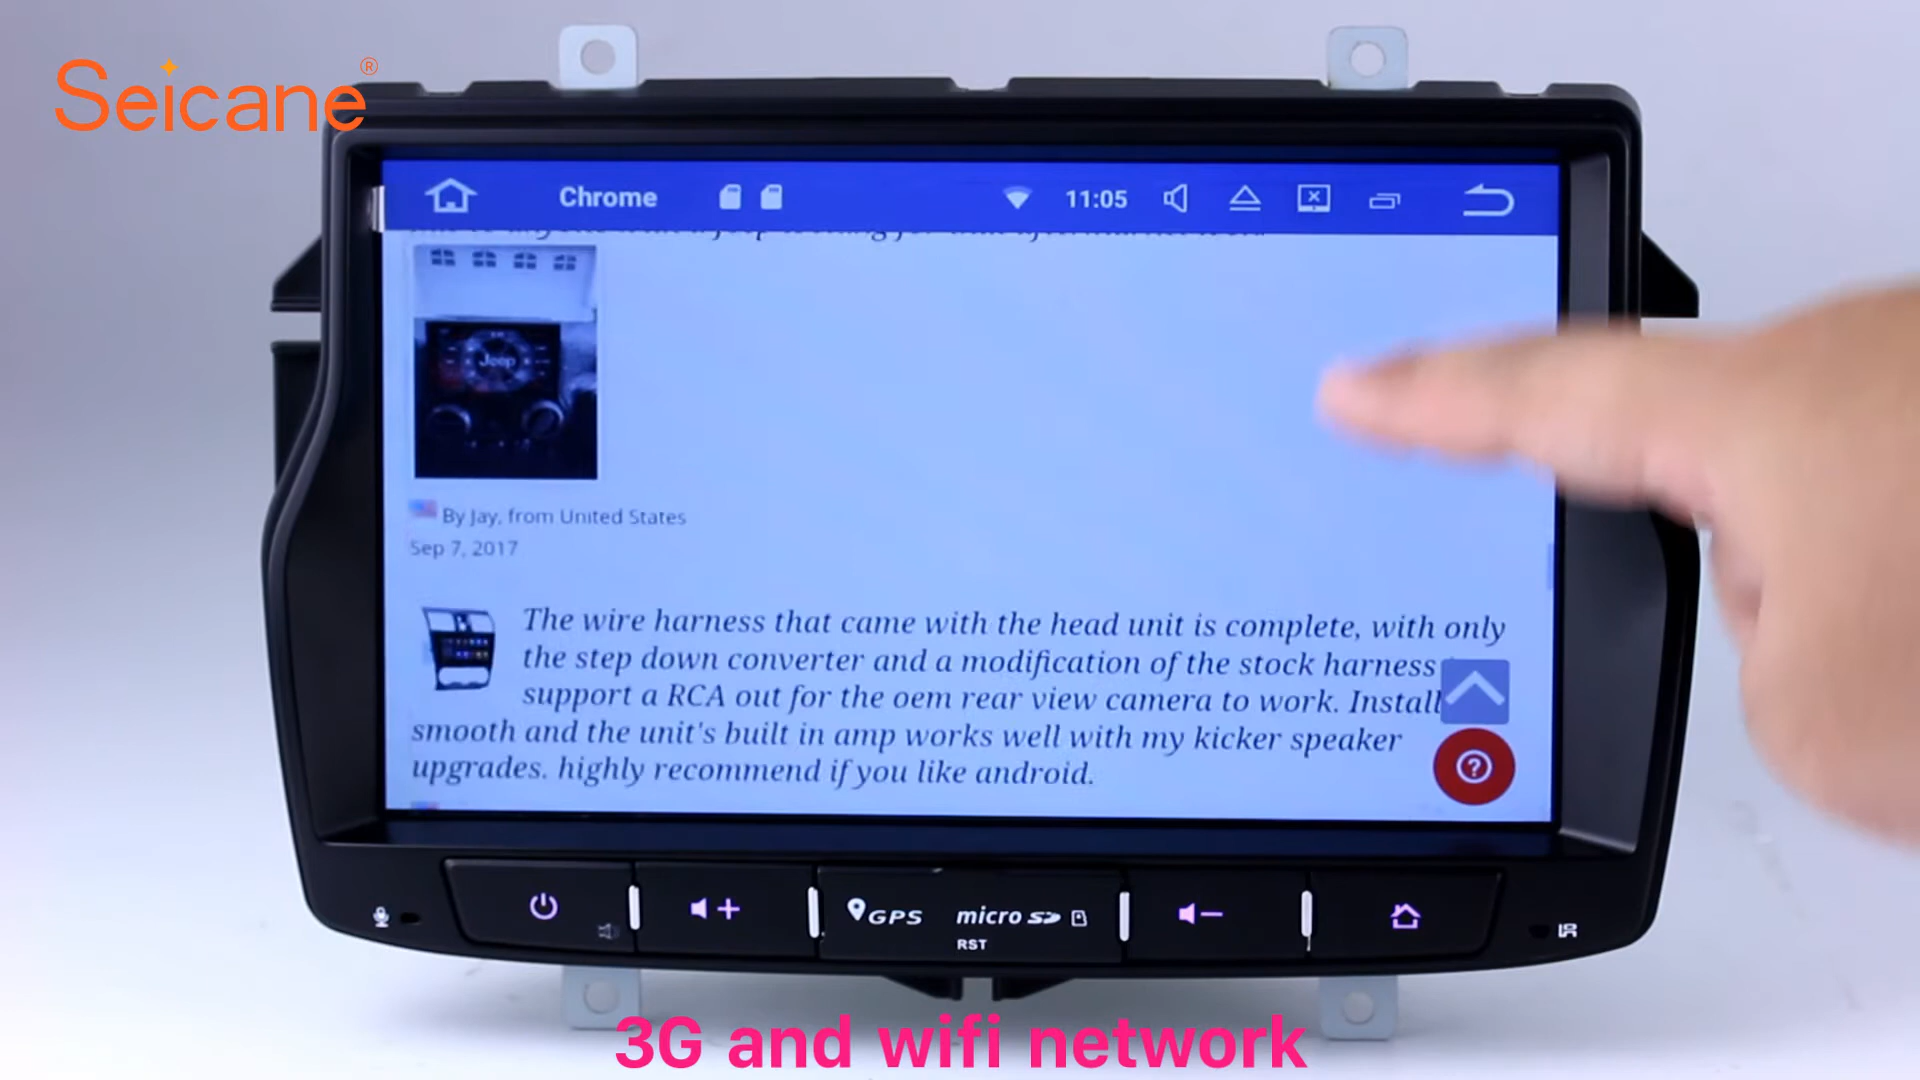 Seicane®
Chrome
11:05
Jeep
By Jay, from United States
Sep 7, 2017
The wire harness that came with the head unit is complete, with only
the step down converter and a modification of the stock harness
support a RCA out for the oem rear view camera to work. Install
smooth and the unit's built in amp works well with my kicker speaker
upgrades. highly recommend if you like android.
GPS
micro SD
RST
3G and wifi network